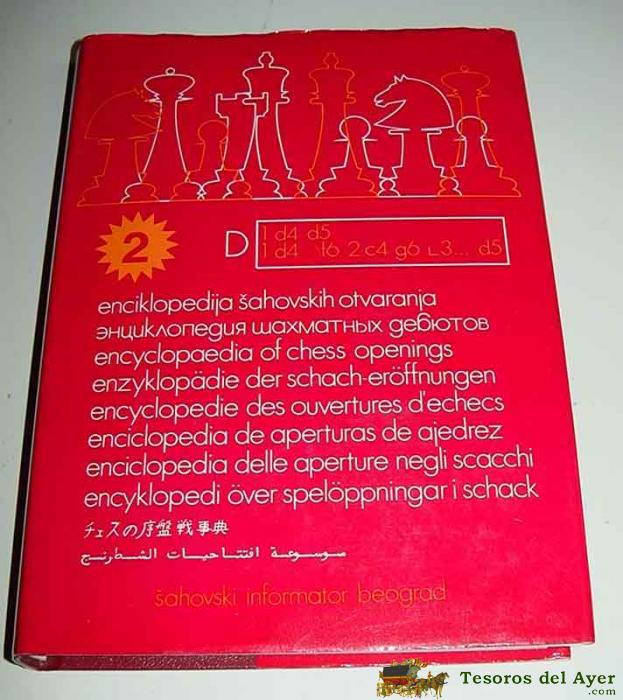 2
D
1 d4 d5
1 d4 f6 2 c4 g6 3... d5
enciklopedija šahovskih otvaranja
энциклопедия шахматных дебютов
encyclopaedia of chess openings
enzyklopädie der schach-eröffnungen
encyclopedie des ouvertures d'echecs
enciclopedia de aperturas de ajedrez
enciclopedia delle aperture negli scacchi
encyklopedi över spelöppningar i schack
チェスの序盤戦事典
موسوعة افتتاحيات الشطرنج
šahovski informator beograd
Tesoros del Ayer
.com